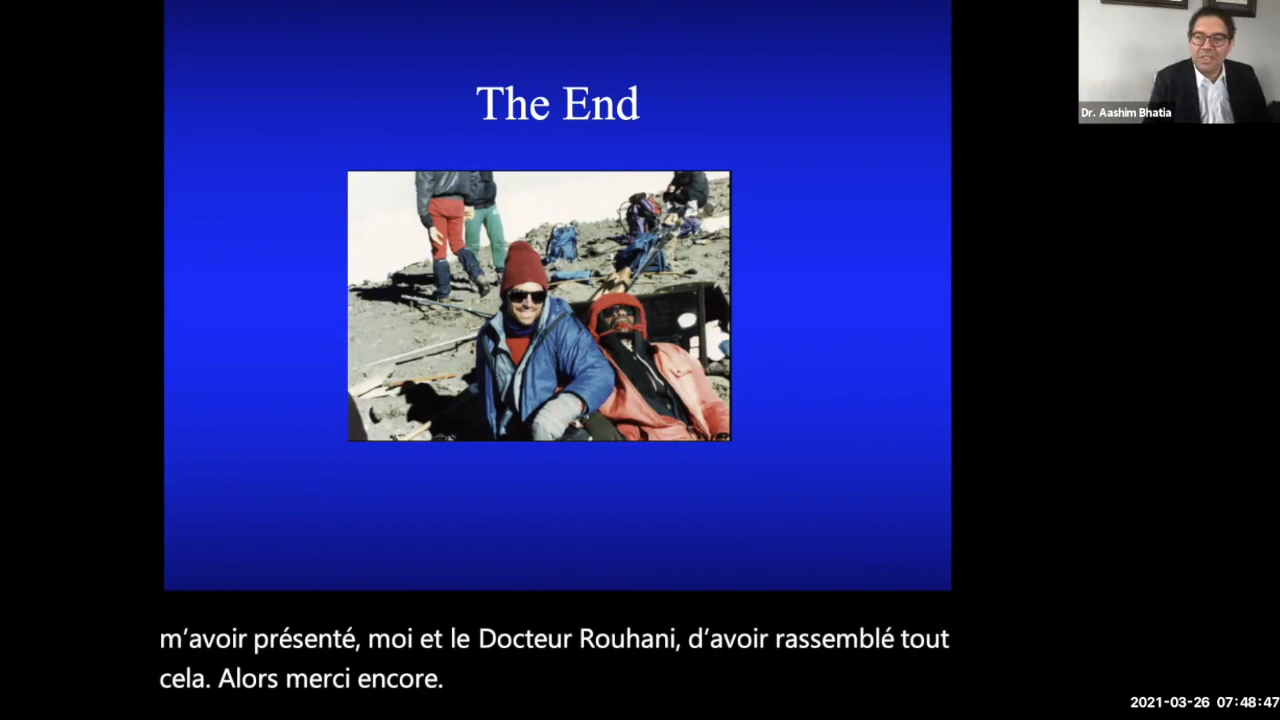 The End
Dr. Aashim Bhatia
m’avoir présenté, moi et le Docteur Rouhani, d’avoir rassemblé tout
cela. Alors merci encore.
2021-03-26 07:48:47